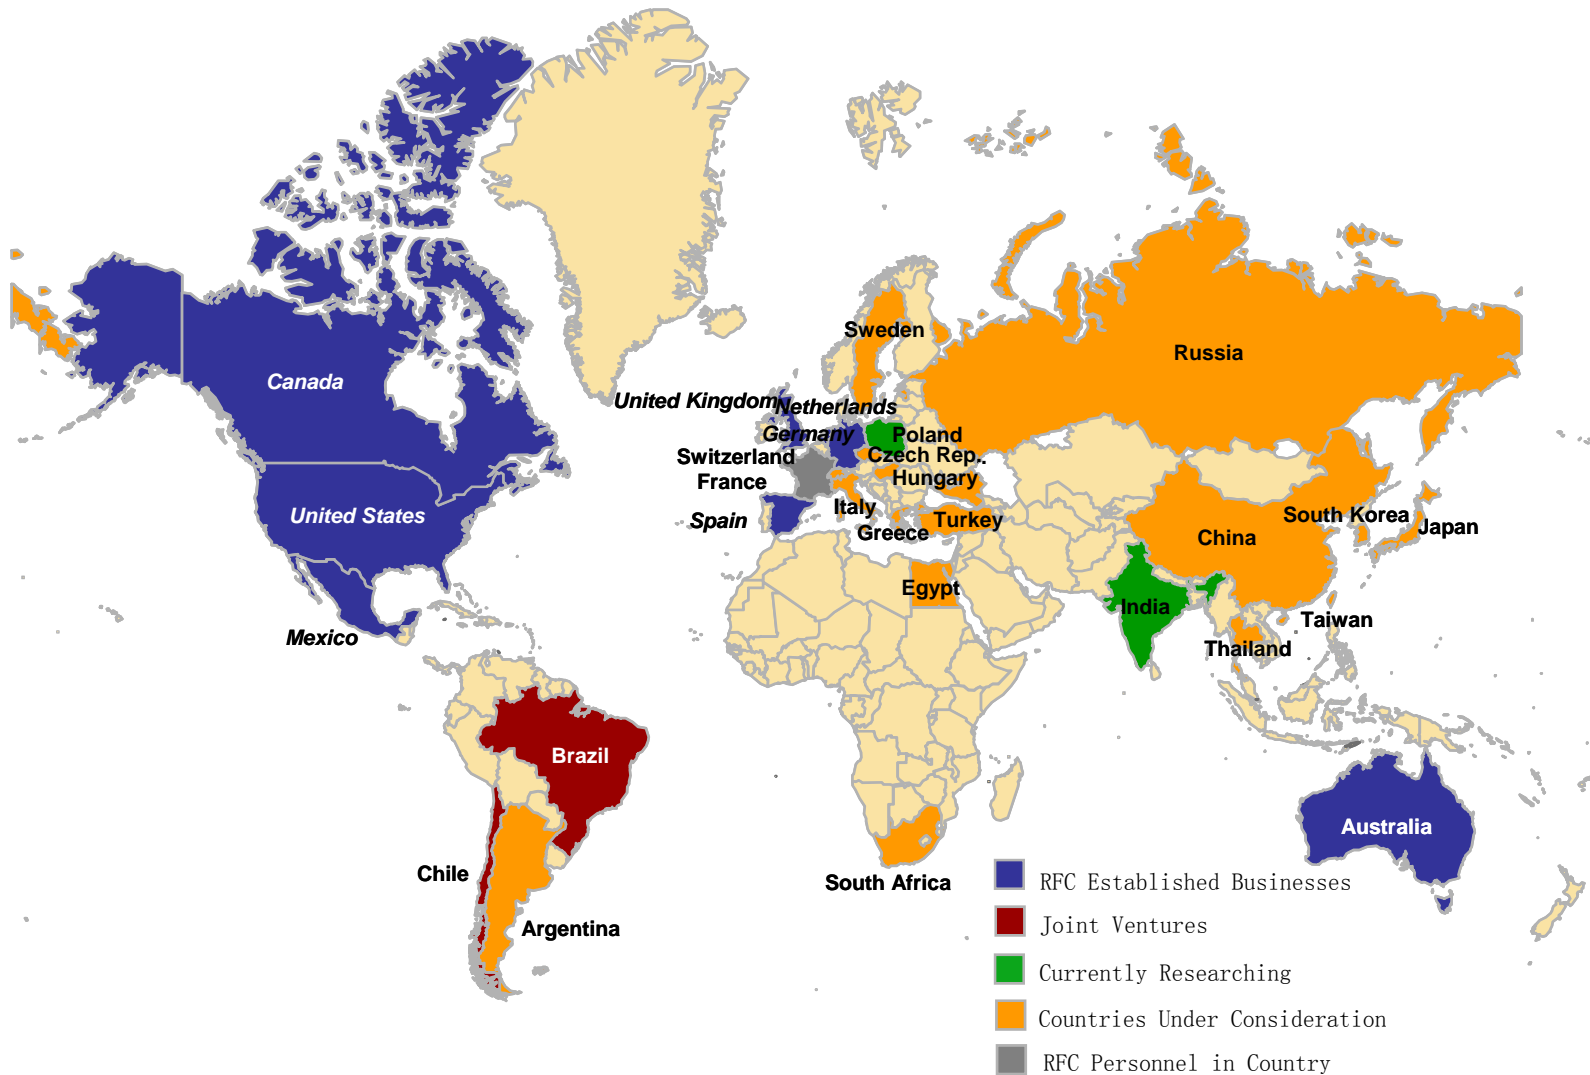 Sweden
Russia
Canada
United Kingdom
Netherlands
Germany
Poland
Switzerland
Czech Rep..
France
Hungary
United States
Spain
Italy
Greece
Turkey
South Korea
Japan
China
Egypt
India
Taiwan
Mexico
Thailand
Brazil
Australia
Chile
South Africa
Argentina
RFC Established Businesses
Joint Ventures
Currently Researching
Countries Under Consideration
RFC Personnel in Country